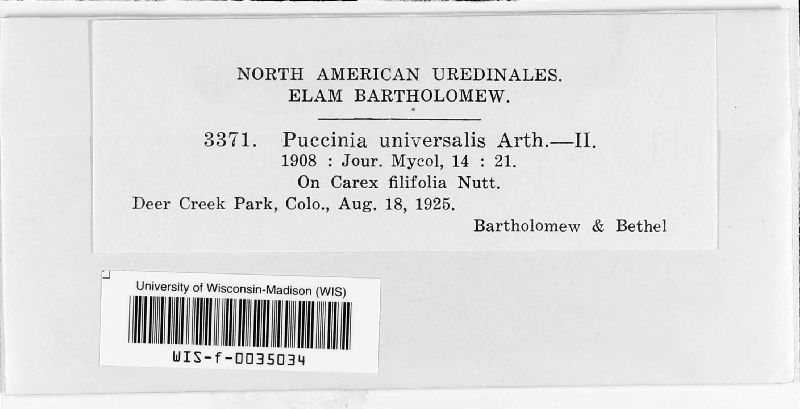 NORTH AMERICAN UREDINALES.
ELAM BARTHOLOMEW.
3371. Puccinia universalis Arth.—II.
1908 : Jour. Mycol, 14 : 21.
On Carex filifolia Nutt.
Deer Creek Park, Colo., Aug. 18, 1925.
Bartholomew & Bethel
University of Wisconsin-Madison (WIS)
WIS-f-0035034